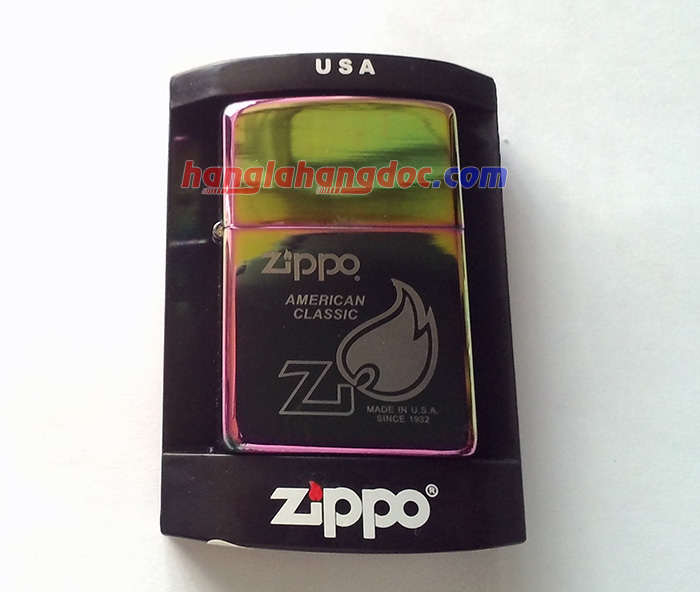 USA
hanglahangdoc.com
Zippo®
AMERICAN
CLASSIC
Z
MADE IN U.S.A.
SINCE 1932
Zippo®